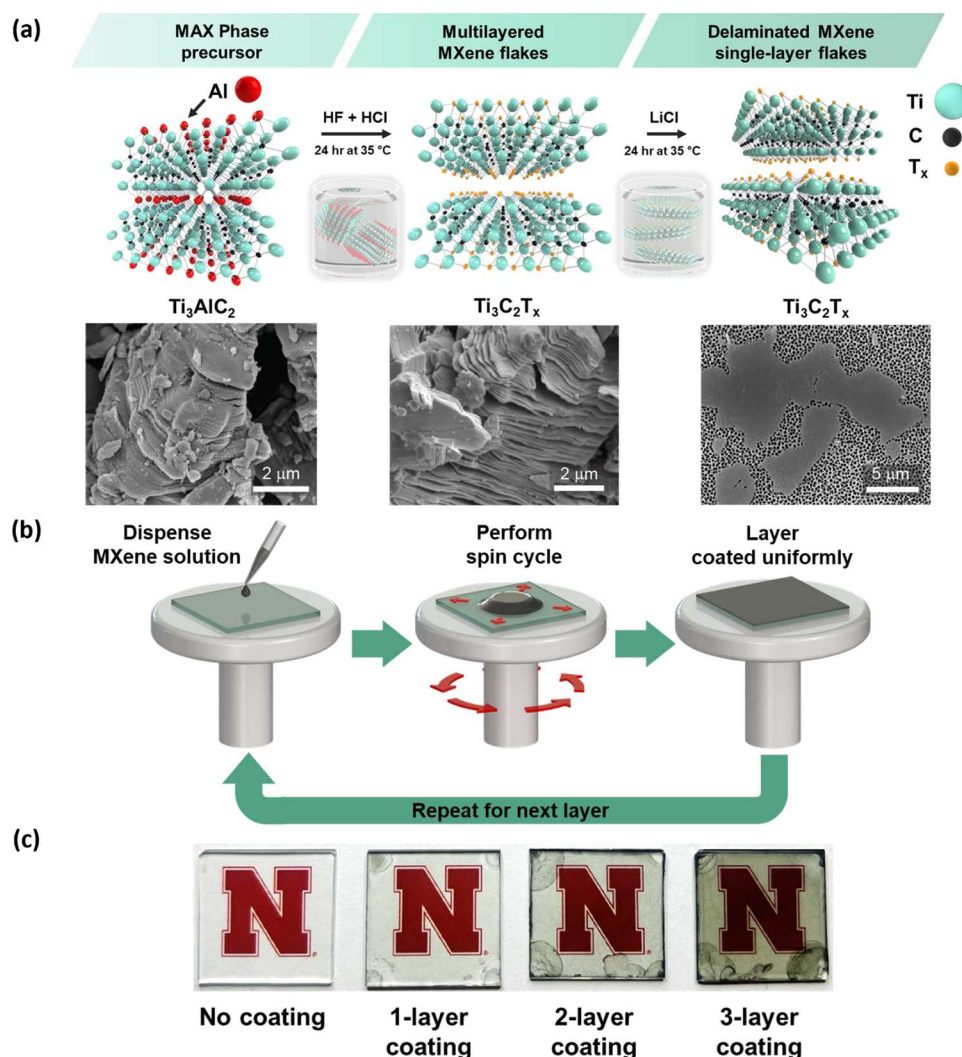 (a)
MAX Phase
precursor
Multilayered
MXene flakes
Delaminated MXene
single-layer flakes
Al
HF + HCl
24 hr at 35 °C
LiCl
24 hr at 35 °C
Ti
C
Tₓ
Ti₃AlC₂
Ti₃C₂Tₓ
Ti₃C₂Tₓ
2 μm
2 μm
5 μm
(b)
Dispense
MXene solution
Perform
spin cycle
Layer
coated uniformly
Repeat for next layer
(c)
N
N
N
N
No coating
1-layer
coating
2-layer
coating
3-layer
coating